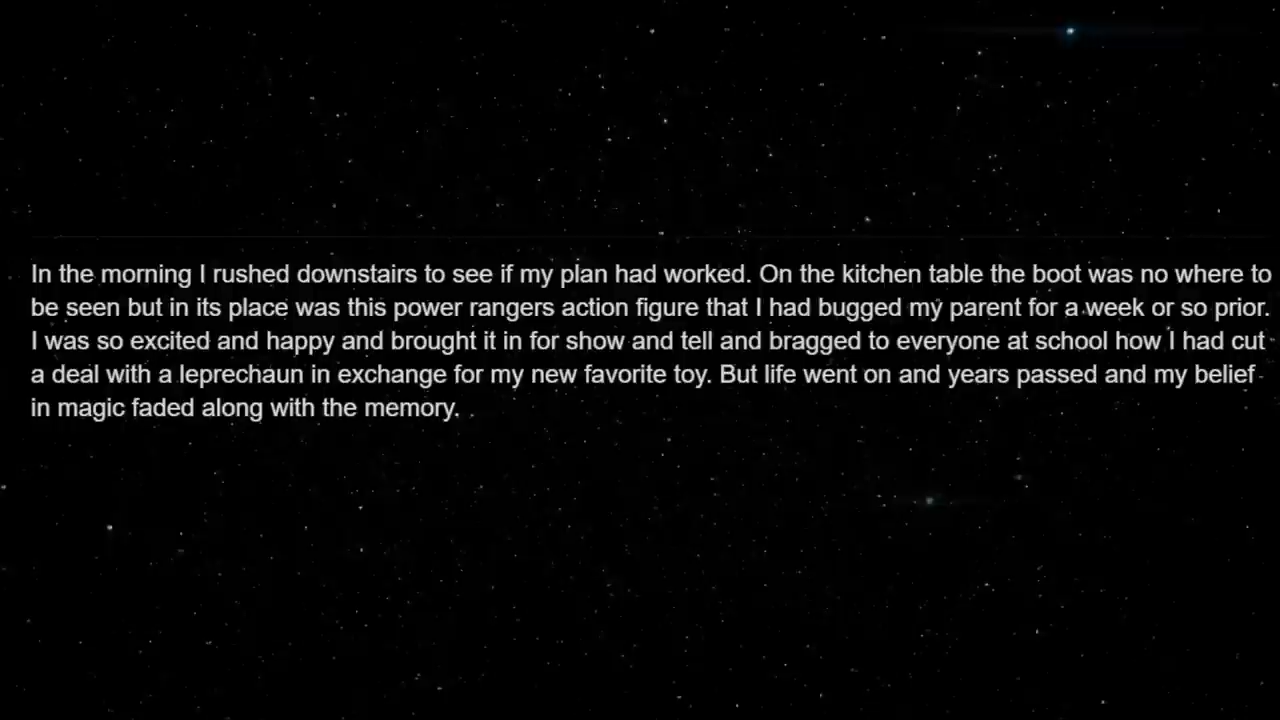 In the morning I rushed downstairs to see if my plan had worked. On the kitchen table the boot was no where to
be seen but in its place was this power rangers action figure that I had bugged my parent for a week or so prior.
I was so excited and happy and brought it in for show and tell and bragged to everyone at school how I had cut
a deal with a leprechaun in exchange for my new favorite toy. But life went on and years passed and my belief
in magic faded along with the memory.